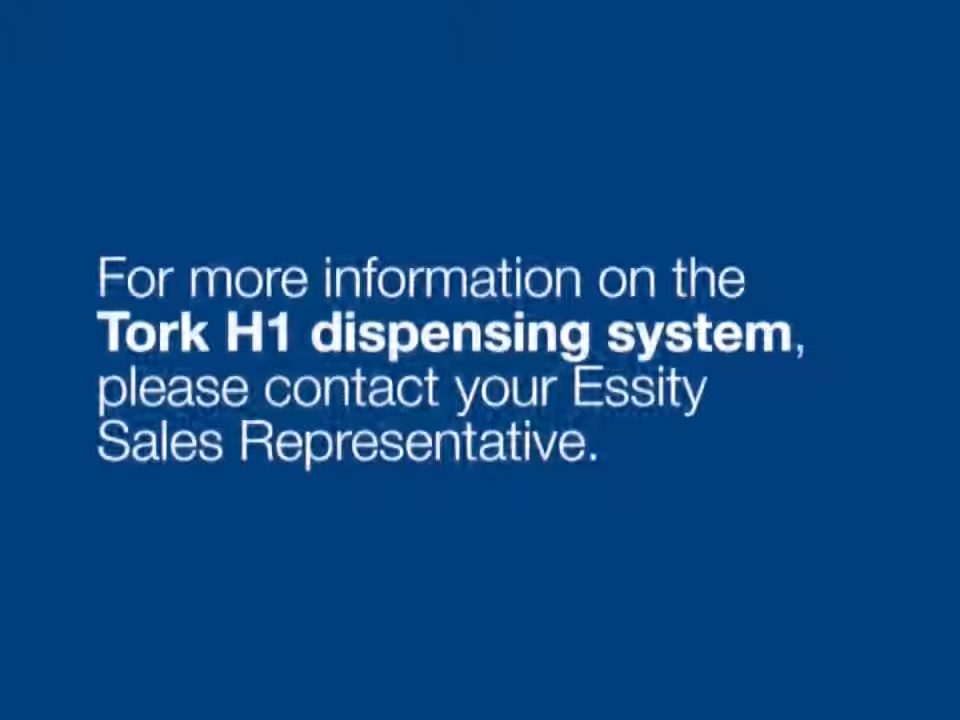 For more information on the
Tork H1 dispensing system,
please contact your Essity
Sales Representative.